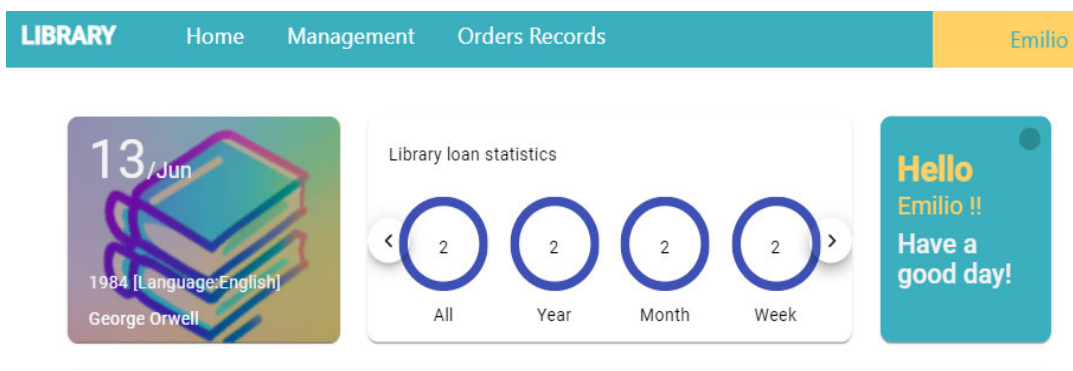 LIBRARY Home Management Orders Records Emilio
13/Jun
1984 [Language:English]
George Orwell
Library loan statistics
2 2 2 2
All Year Month Week
Hello
Emilio !!
Have a
good day!